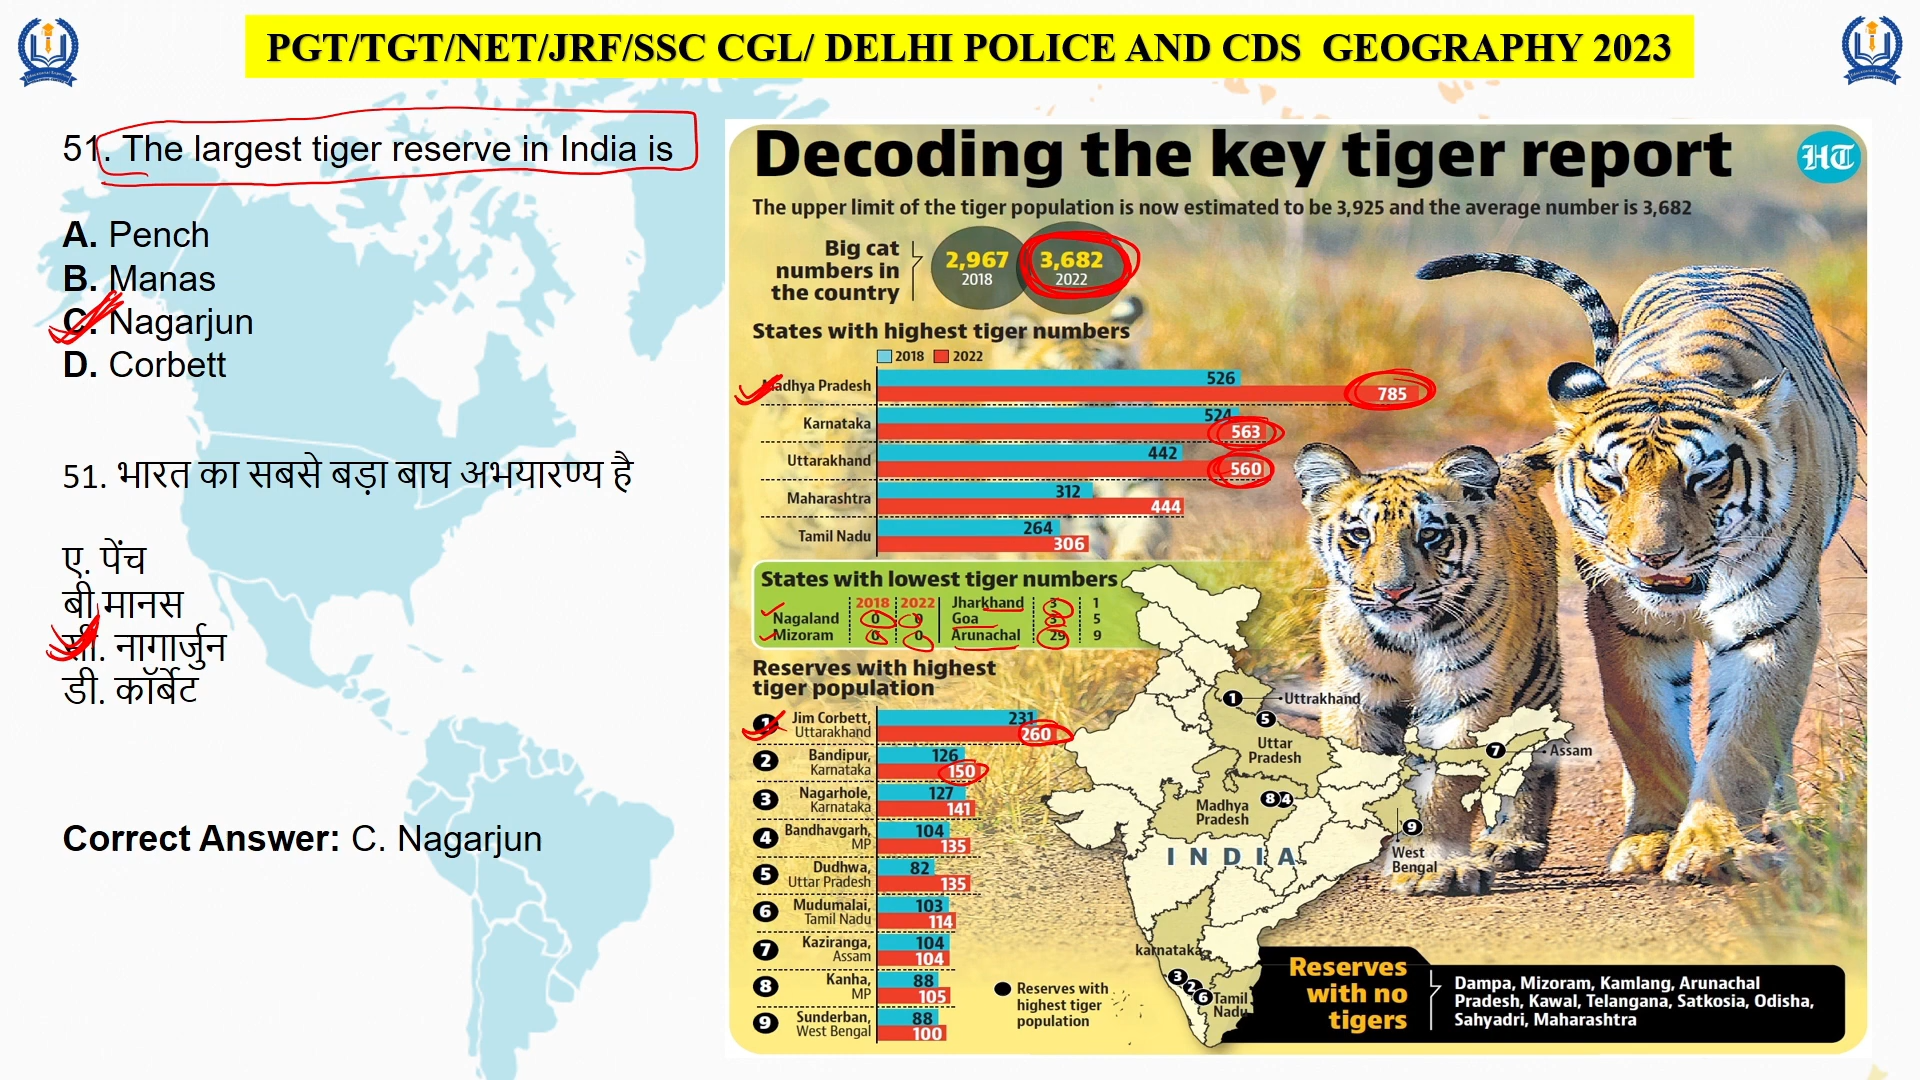 PGT/TGT/NET/JRF/SSC CGL/ DELHI POLICE AND CDS  GEOGRAPHY 2023
51. The largest tiger reserve in India is
A. Pench
B. Manas
C. Nagarjun
D. Corbett
51. भारत का सबसे बड़ा बाघ अभयारण्य है
ए. पेंच
बी मानस
सी. नागार्जुन
डी. कॉर्बेट
Correct Answer: C. Nagarjun
Decoding the key tiger report
HT
The upper limit of the tiger population is now estimated to be 3,925 and the average number is 3,682
Big cat
numbers in
the country
2,967
2018
3,682
2022
States with highest tiger numbers
2018 2022
Madhya Pradesh 526 785
Karnataka 524 563
Uttarakhand 442 560
Maharashtra 312 444
Tamil Nadu 264 306
States with lowest tiger numbers
2018 2022
Nagaland 0 0
Mizoram 0 0
Jharkhand 3 1
Goa 3 5
Arunachal 29 9
Reserves with highest
tiger population
1 Jim Corbett, Uttarakhand 231 260
2 Bandipur, Karnataka 126 150
3 Nagarhole, Karnataka 127 141
4 Bandhavgarh, MP 104 135
5 Dudhwa, Uttar Pradesh 82 135
6 Mudumalai, Tamil Nadu 103 114
7 Kaziranga, Assam 104 104
8 Kanha, MP 88 105
9 Sunderban, West Bengal 88 100
1 Uttrakhand
5
Uttar
Pradesh
7 Assam
Madhya
Pradesh
8 4
9
West
Bengal
INDIA
karnataka
3 2 6
Tamil
Nadu
Reserves with
highest tiger
population
Reserves
with no
tigers
Dampa, Mizoram, Kamlang, Arunachal
Pradesh, Kawal, Telangana, Satkosia, Odisha,
Sahyadri, Maharashtra